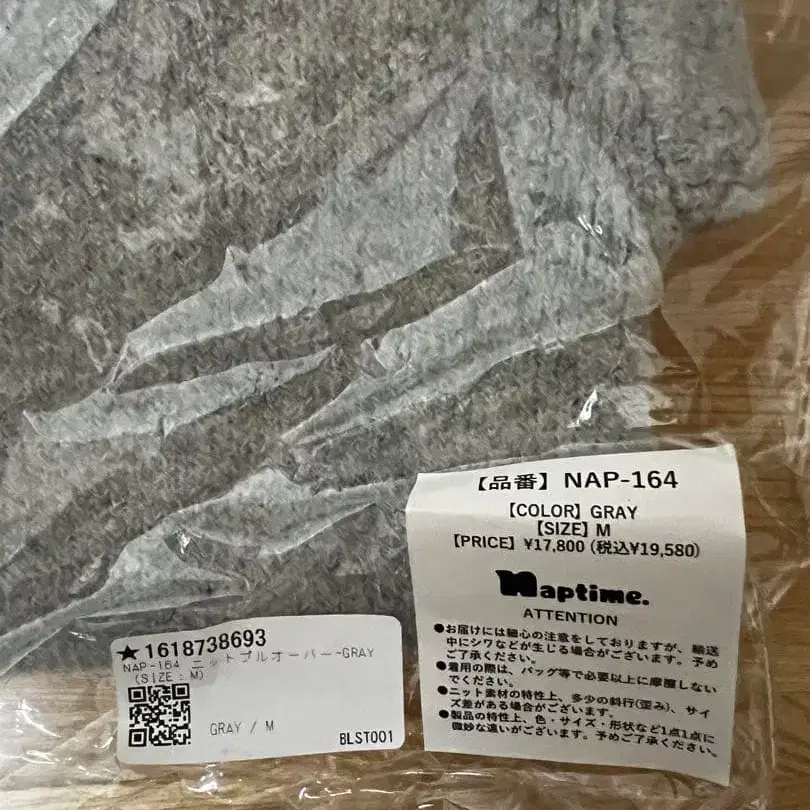 【品番】NAP-164
【COLOR】GRAY
【SIZE】M
【PRICE】¥17,800 (税込¥19,580)
Naptime.
ATTENTION
●お届けには細心の注意をしておりますが、輸送
中にシワなどが生じる場合がございます。予め
ご了承ください。
●着用の際は、バッグ等で必要以上に摩擦しない
でください。
●ニット素材の特性上、多少の斜行(歪み)、サイ
ズ差がある場合がございます。
●製品の特性上、色・サイズ・形状など1点1点に
微妙な違いがございます。予めご了承ください。
★1618738693
NAP-164 ニットプルオーバー-GRAY
(SIZE：M)
GRAY / M
BLST001